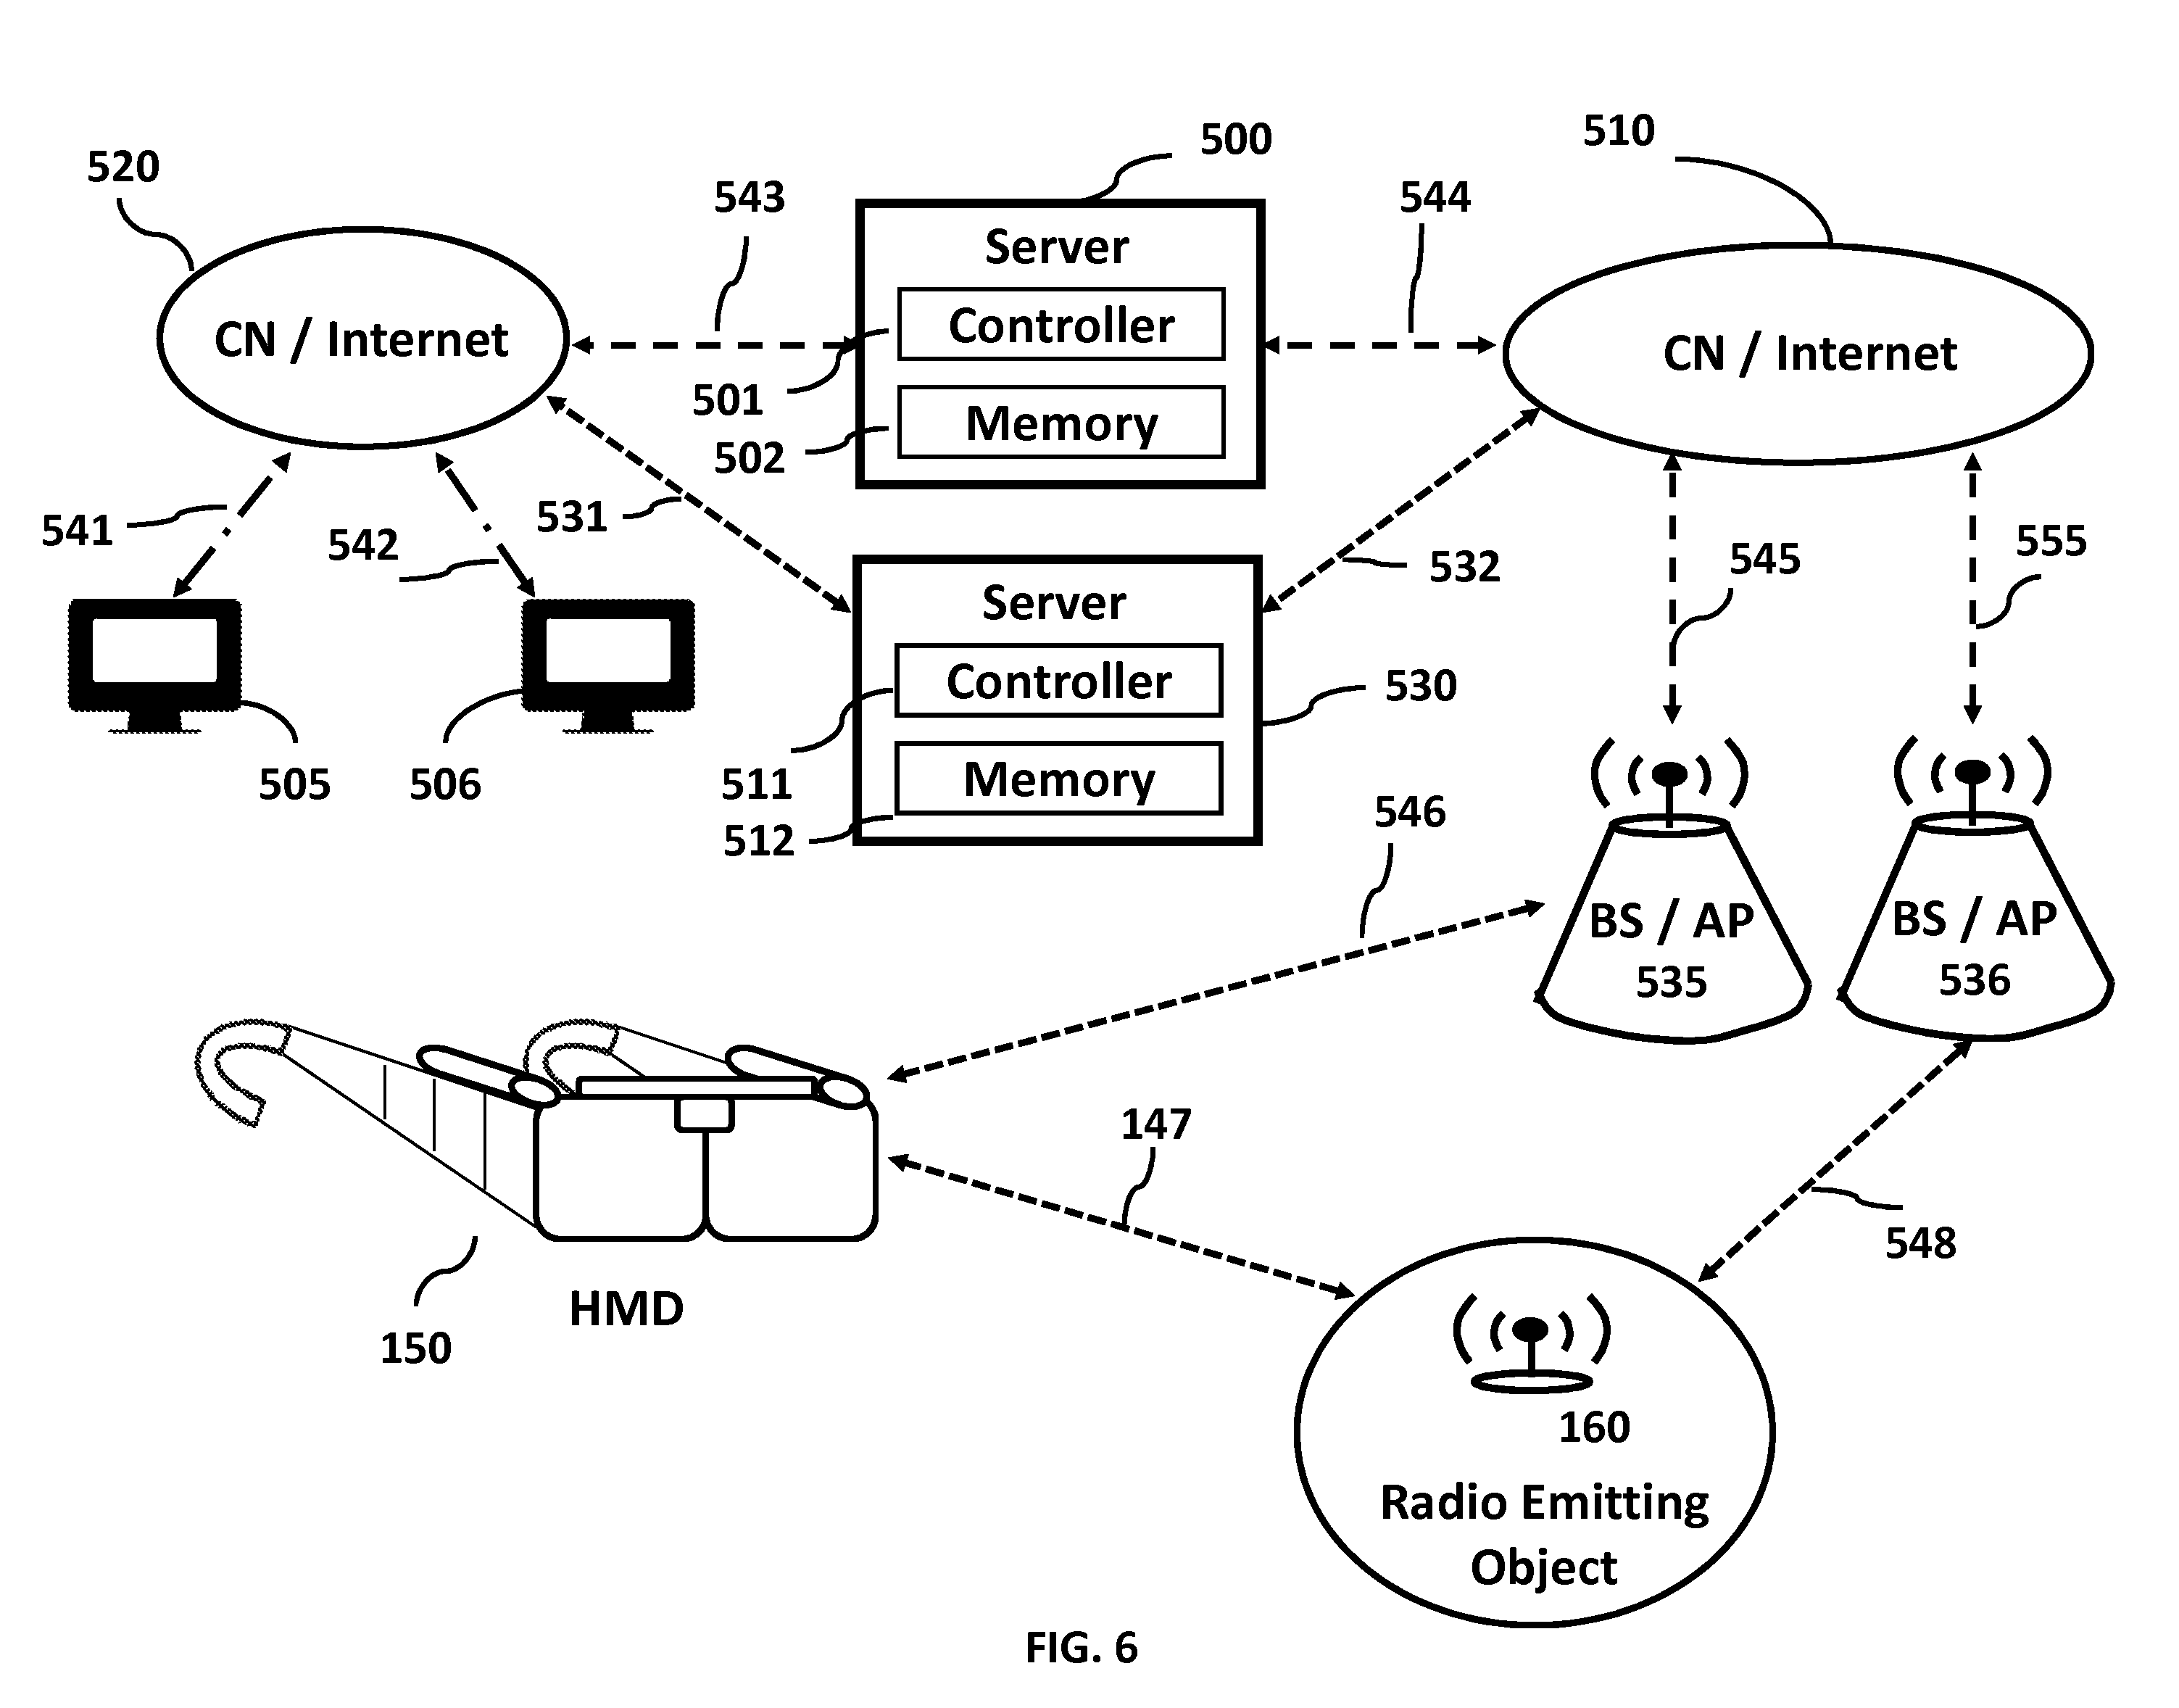 500
510
520
543
544
Server
CN / Internet
Controller
CN / Internet
501
Memory
502
541
542
531
532
545
555
Server
Controller
530
505
506
511
Memory
512
546
BS / AP
535
BS / AP
536
147
548
HMD
150
160
Radio Emitting
Object
FIG. 6